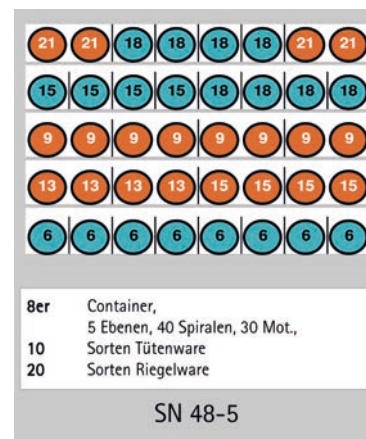 21 21 18 18 18 18 21 21
15 15 15 15 18 18 18 18
9 9 9 9 9 9 9 9
13 13 13 13 15 15 15 15
6 6 6 6 6 6 6 6
8er Container,
5 Ebenen, 40 Spiralen, 30 Mot.,
10 Sorten Tütenware
20 Sorten Riegelware
SN 48-5